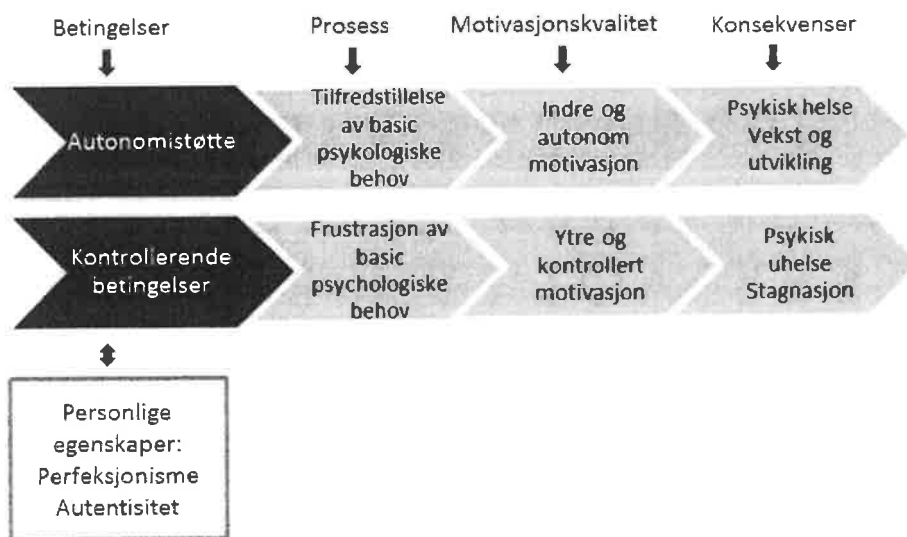 Betingelser
Prosess
Motivasjonskvalitet
Konsekvenser
Autonomistøtte
Tilfredstillelse
av basic
psykologiske
behov
Indre og
autonom
motivasjon
Psykisk helse
Vekst og
utvikling
Kontrollerende
betingelser
Frustrasjon av
basic
psychologiske
behov
Ytre og
kontrollert
motivasjon
Psykisk
uhelse
Stagnasjon
Personlige
egenskaper:
Perfeksjonisme
Autentisitet